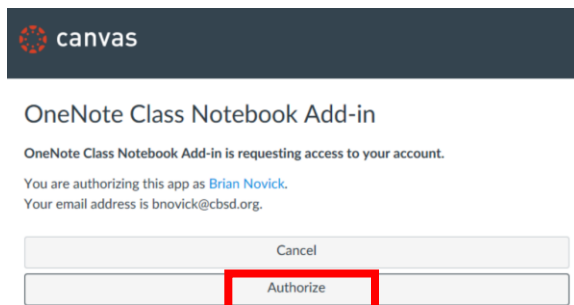 canvas
OneNote Class Notebook Add-in
OneNote Class Notebook Add-in is requesting access to your account.
You are authorizing this app as Brian Novick.
Your email address is bnovick@cbsd.org.
Cancel
Authorize